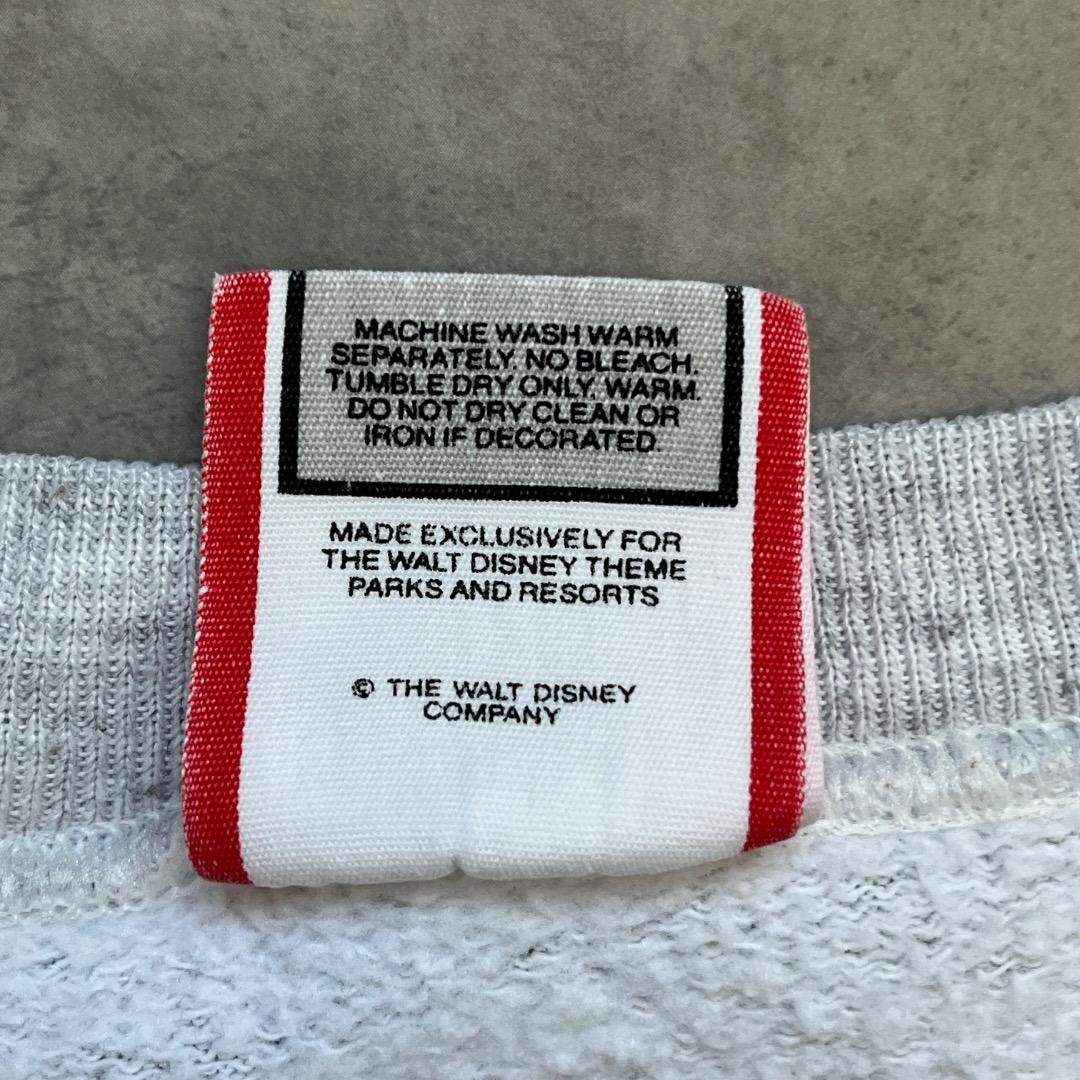 MACHINE WASH WARM
SEPARATELY. NO BLEACH.
TUMBLE DRY ONLY. WARM.
DO NOT DRY CLEAN OR
IRON IF DECORATED.
MADE EXCLUSIVELY FOR
THE WALT DISNEY THEME
PARKS AND RESORTS
© THE WALT DISNEY
COMPANY